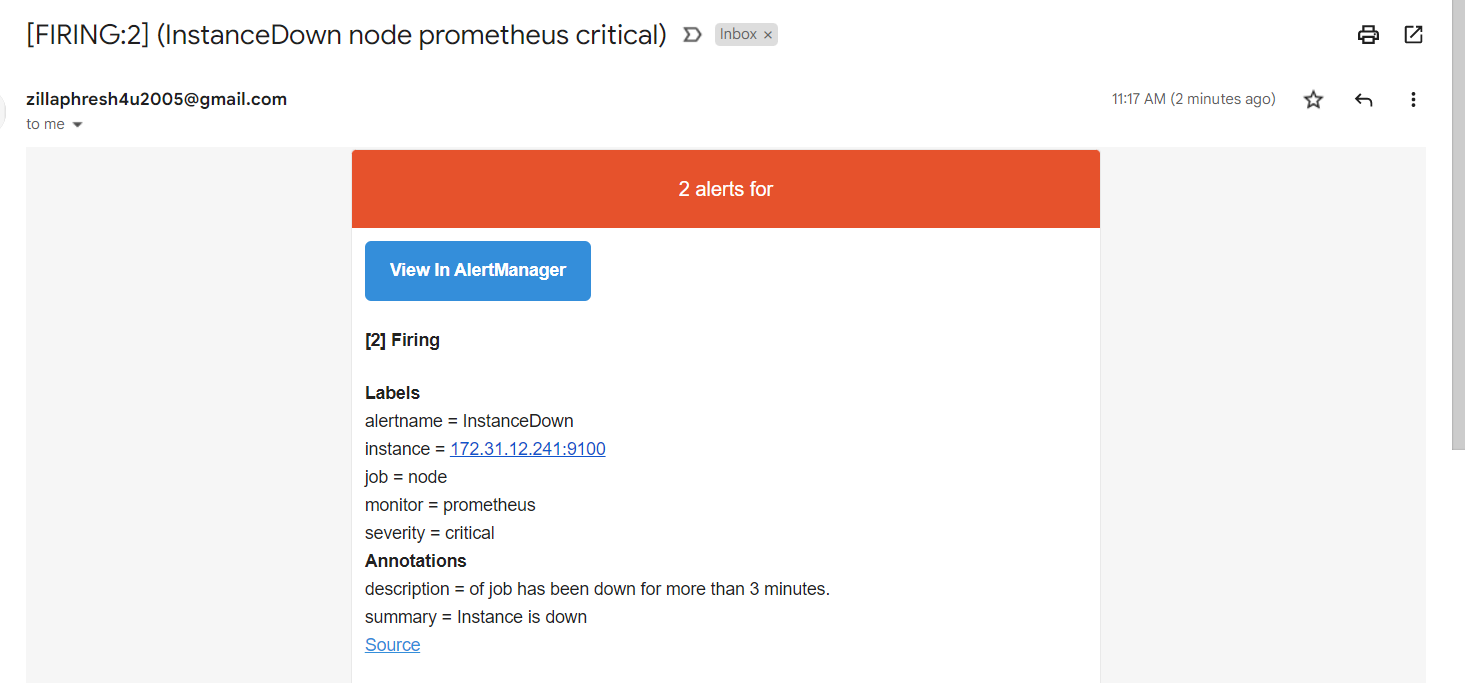 [FIRING:2] (InstanceDown node prometheus critical) Inbox ×
zillaphresh4u2005@gmail.com 11:17 AM (2 minutes ago)
to me
2 alerts for
View In AlertManager
[2] Firing
Labels
alertname = InstanceDown
instance = 172.31.12.241:9100
job = node
monitor = prometheus
severity = critical
Annotations
description = of job has been down for more than 3 minutes.
summary = Instance is down
Source